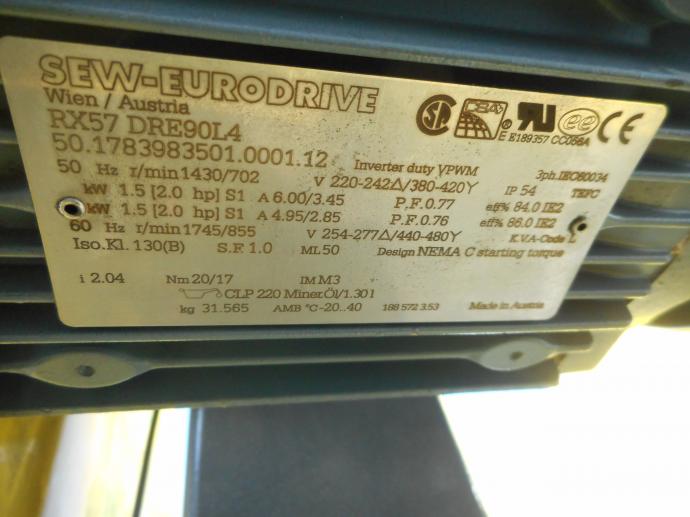 SEW-EURODRIVE
Wien / Austria
RX57 DRE90L4
50.1783983501.0001.12 Inverter duty VPWM 3ph.IEC60034
50 Hz r/min 1430/702 V 220-242Δ/380-420Y IP 54 TEFC
kW 1.5 [2.0 hp] S1 A 6.00/3.45 P.F. 0.77 eff% 84.0 IE2
kW 1.5 [2.0 hp] S1 A 4.95/2.85 P.F. 0.76 eff% 86.0 IE2
60 Hz r/min 1745/855 V 254-277Δ/440-480Y K.V.A-Code L
Iso.Kl. 130(B) S.F 1.0 ML 50 Design NEMA C starting torque
i 2.04 Nm 20/17 IM M3
CLP 220 Miner.Öl/1.30 l
kg 31.565 AMB °C -20..40 188 572 3.53 Made in Austria
E189357 CC056A
ee CE